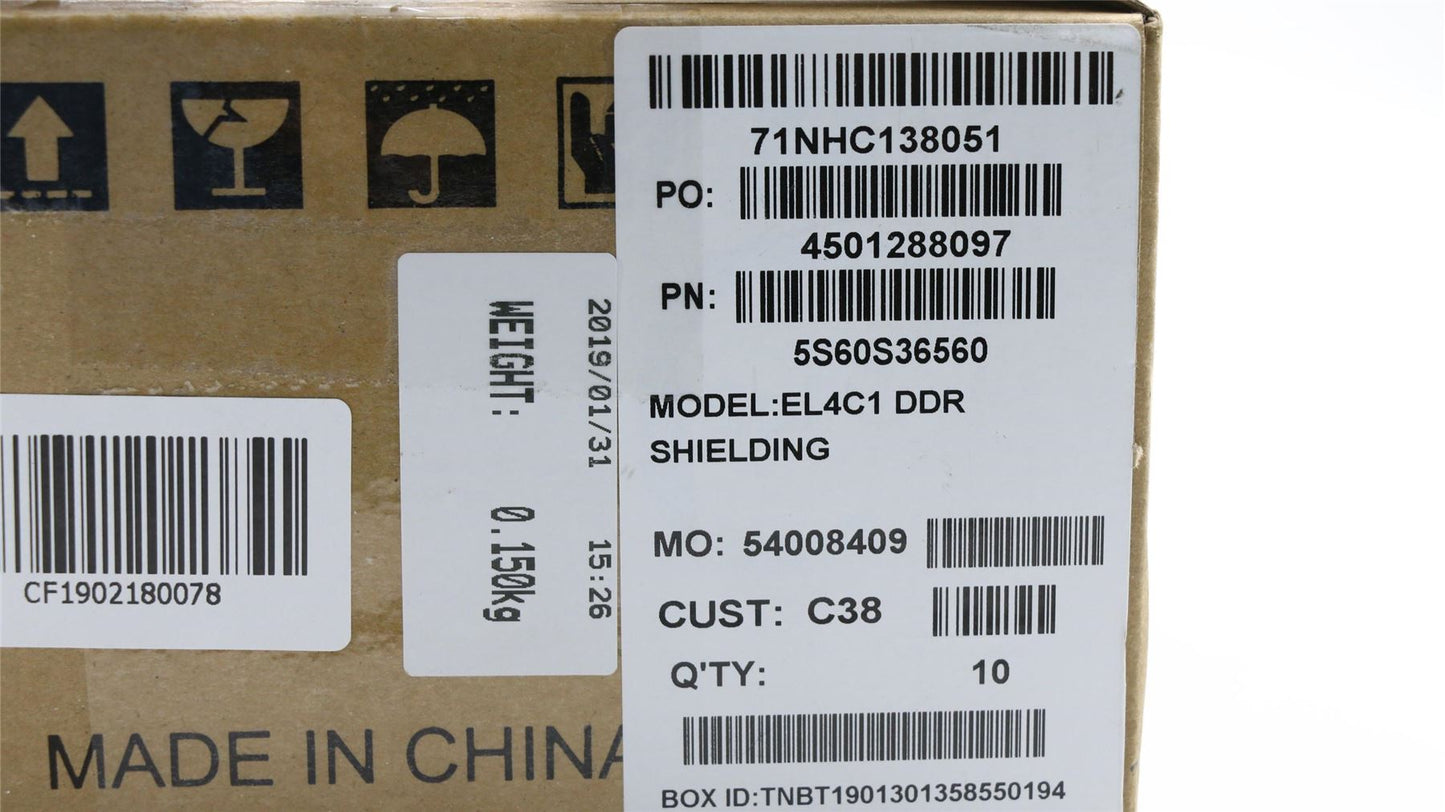 71NHC138051
PO:
4501288097
PN:
5S60S36560
MODEL:EL4C1 DDR
SHIELDING
MO: 54008409
CUST: C38
Q'TY: 10
BOX ID:TNBT1901301358550194
2019/01/31 15:26
WEIGHT: 0.150kg
CF1902180078
MADE IN CHINA